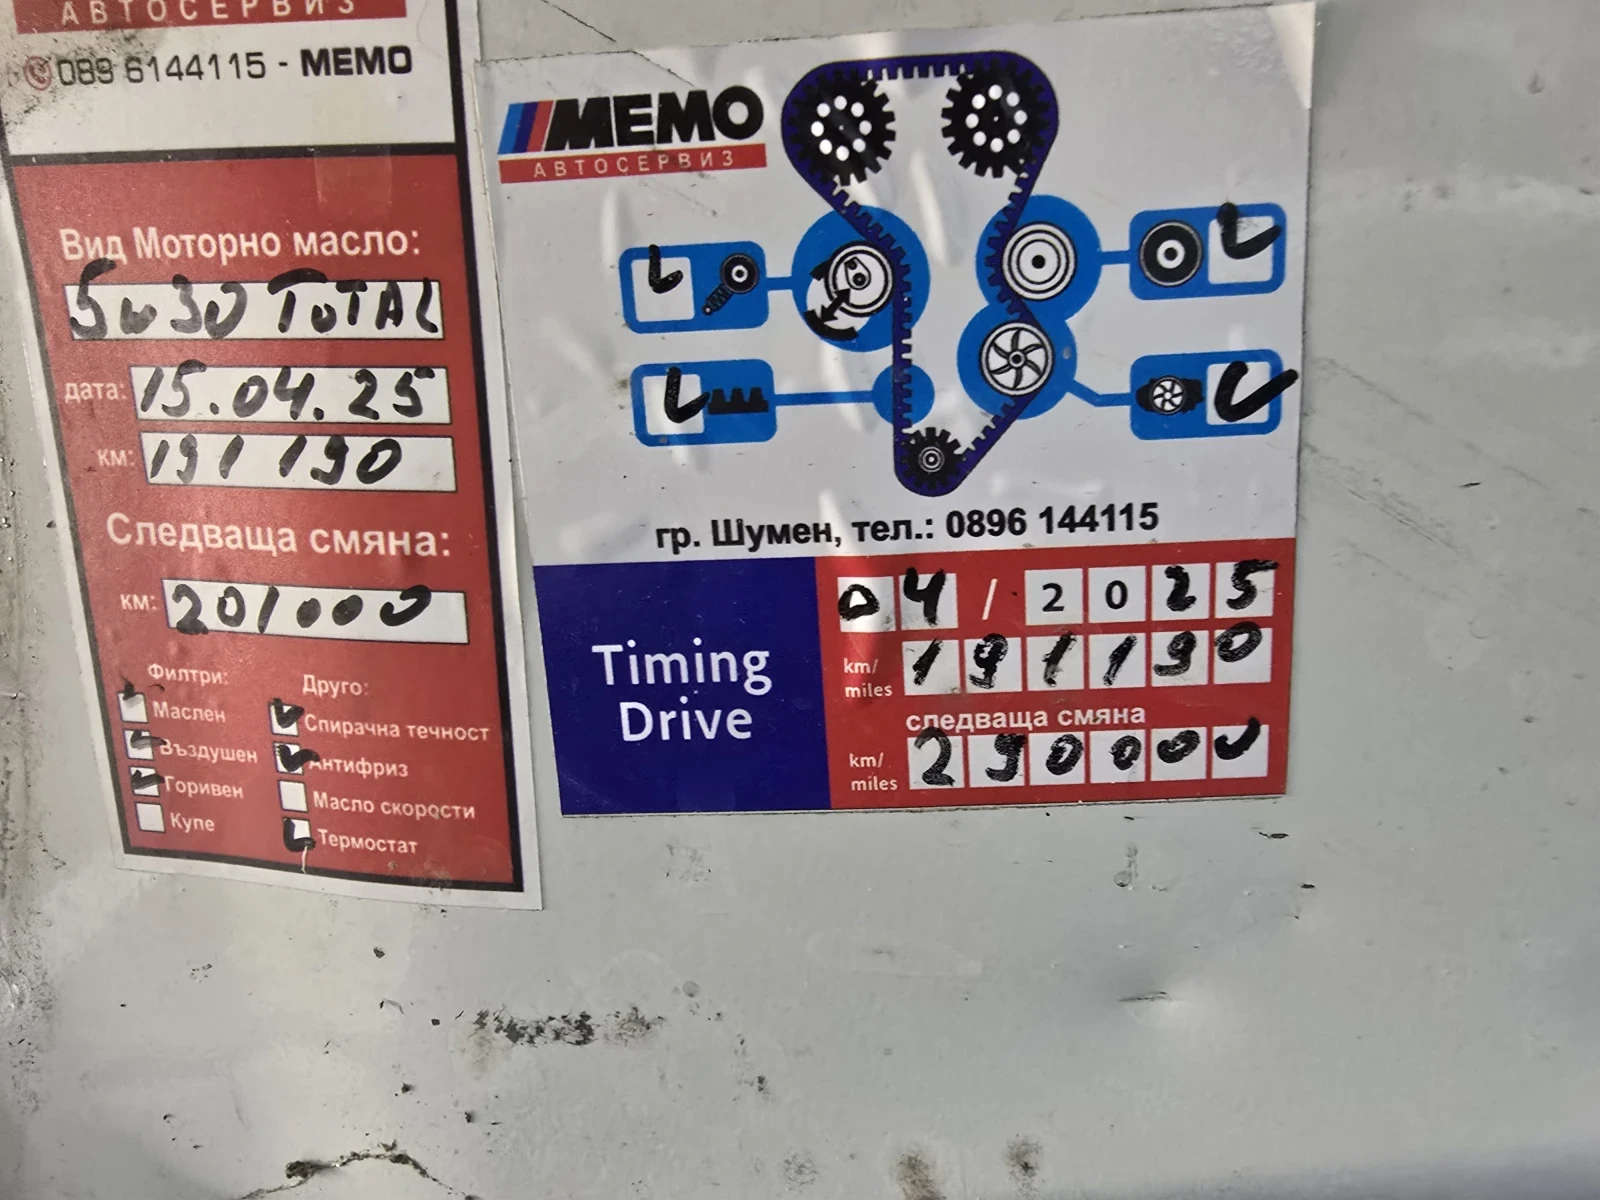 АВТОСЕРВИЗ
089 6144115 - МЕМО
Вид Моторно масло:
5w30 TOTAL
дата: 15.04.25
км: 191 190
Следваща смяна:
км: 201000
Филтри:
Маслен
Въздушен
Горивен
Купе
Друго:
Спирачна течност
Антифриз
Масло скорости
Термостат
МЕМО
АВТОСЕРВИЗ
гр. Шумен, тел.: 0896 144115
Timing
Drive
04 / 2025
km/
miles
191190
следваща смяна
km/
miles
290000